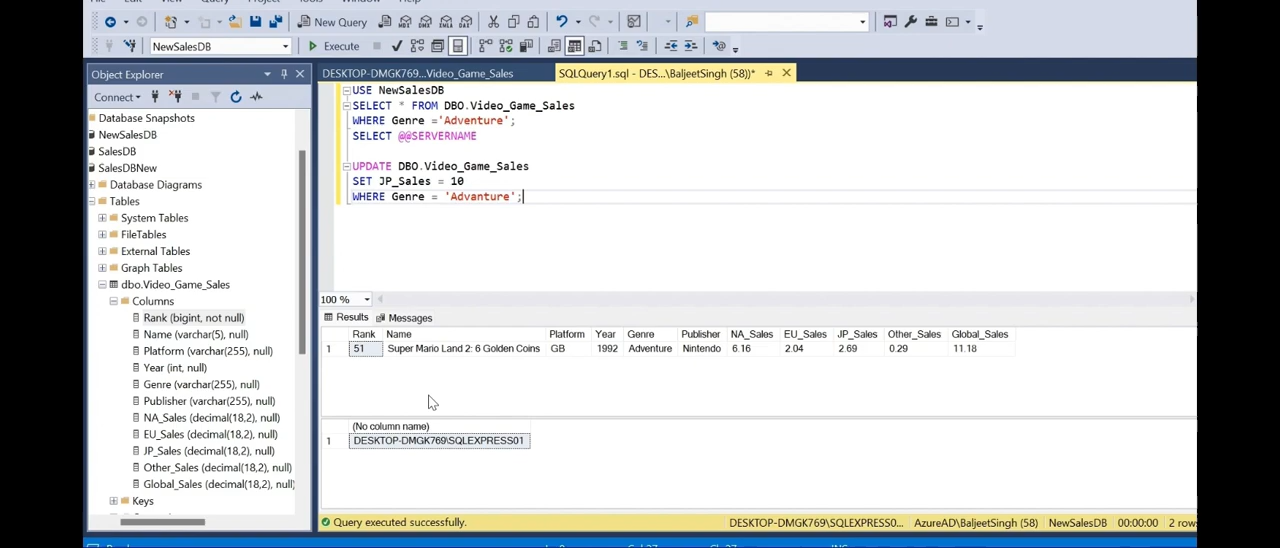 New Query
NewSalesDB
Execute
Object Explorer
Connect
Database Snapshots
NewSalesDB
SalesDB
SalesDBNew
Database Diagrams
Tables
System Tables
FileTables
External Tables
Graph Tables
dbo.Video_Game_Sales
Columns
Rank (bigint, not null)
Name (varchar(5), null)
Platform (varchar(255), null)
Year (int, null)
Genre (varchar(255), null)
Publisher (varchar(255), null)
NA_Sales (decimal(18,2), null)
EU_Sales (decimal(18,2), null)
JP_Sales (decimal(18,2), null)
Other_Sales (decimal(18,2), null)
Global_Sales (decimal(18,2), null)
Keys
DESKTOP-DMGK769...Video_Game_Sales
SQLQuery1.sql - DES...\BaljeetSingh (58))*
USE NewSalesDB
SELECT * FROM DBO.Video_Game_Sales
WHERE Genre ='Adventure';
SELECT @@SERVERNAME
UPDATE DBO.Video_Game_Sales
SET JP_Sales = 10
WHERE Genre = 'Advanture';
100 %
Results Messages
Rank Name Platform Year Genre Publisher NA_Sales EU_Sales JP_Sales Other_Sales Global_Sales
1 51 Super Mario Land 2: 6 Golden Coins GB 1992 Adventure Nintendo 6.16 2.04 2.69 0.29 11.18
(No column name)
1 DESKTOP-DMGK769\SQLEXPRESS01
Query executed successfully. DESKTOP-DMGK769\SQLEXPRESS0... AzureAD\BaljeetSingh (58) NewSalesDB 00:00:00 2 rows